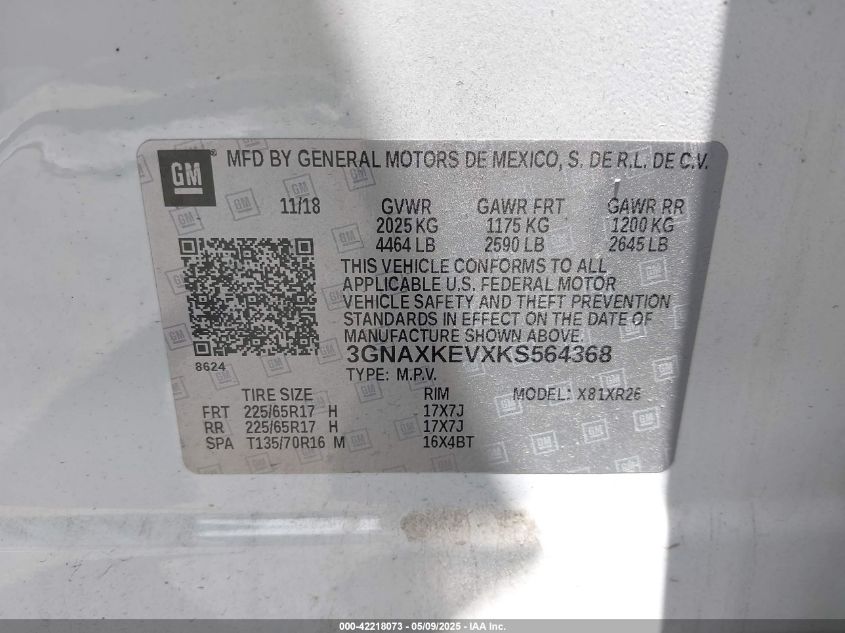 GM
MFD BY GENERAL MOTORS DE MEXICO, S. DE R.L. DE C.V.
11/18 GVWR GAWR FRT GAWR RR
2025 KG 1175 KG 1200 KG
4464 LB 2590 LB 2645 LB
THIS VEHICLE CONFORMS TO ALL
APPLICABLE U.S. FEDERAL MOTOR
VEHICLE SAFETY AND THEFT PREVENTION
STANDARDS IN EFFECT ON THE DATE OF
MANUFACTURE SHOWN ABOVE.
3GNAXKEVXKS564368
8624
TYPE: M.P.V.
TIRE SIZE RIM MODEL: X81XR26
FRT 225/65R17 H 17X7J
RR 225/65R17 H 17X7J
SPA T135/70R16 M 16X4BT
000-42218073 - 05/09/2025 - IAA Inc.